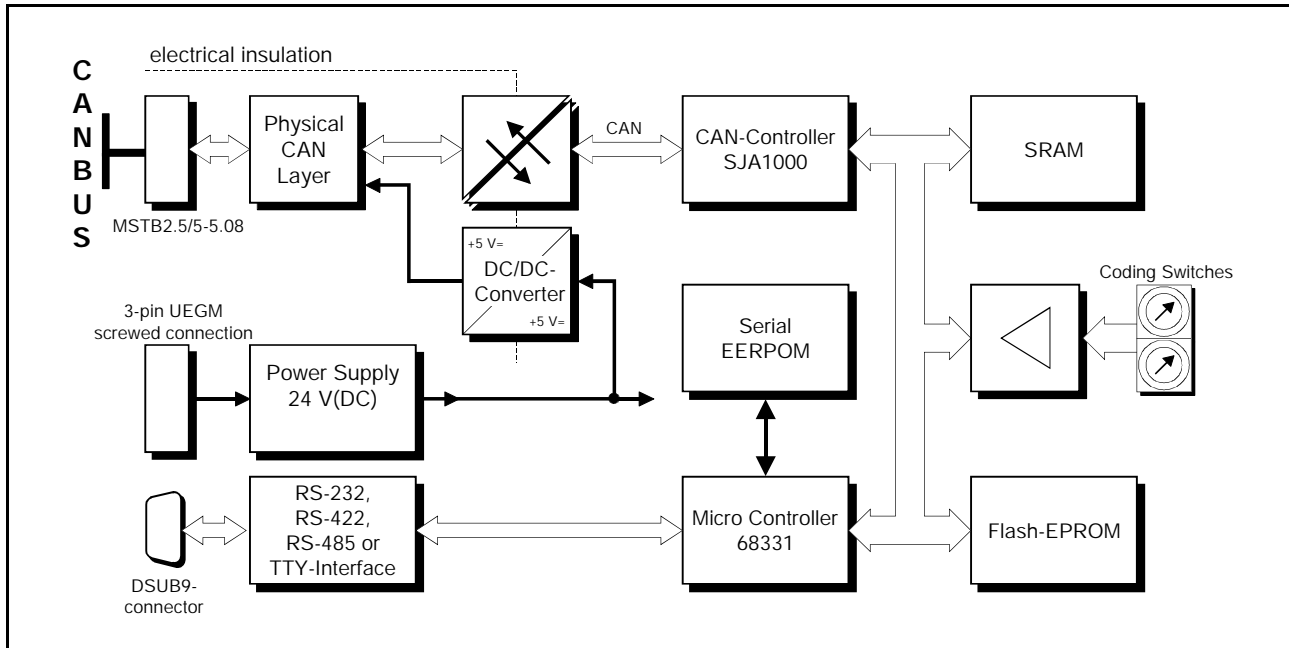 electrical insulation
CANBUS
Physical
CAN
Layer
CAN
CAN-Controller
SJA1000
SRAM
MSTB2.5/5-5.08
+5 V=
DC/DC-
Converter
+5 V=
Coding Switches
3-pin UEGM
screwed connection
Serial
EERPOM
Power Supply
24 V(DC)
RS-232,
RS-422,
RS-485 or
TTY-Interface
Micro Controller
68331
Flash-EPROM
DSUB9-
connector